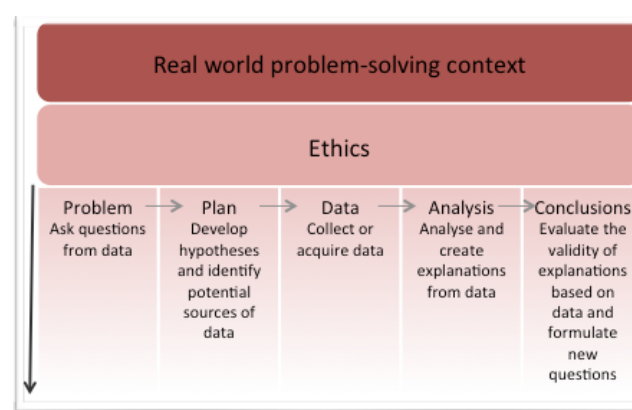 Real world problem-solving context
Ethics
Problem
Ask questions
from data
Plan
Develop
hypotheses
and identify
potential
sources of
data
Data
Collect or
acquire data
Analysis
Analyse and
create
explanations
from data
Conclusions
Evaluate the
validity of
explanations
based on
data and
formulate
new
questions